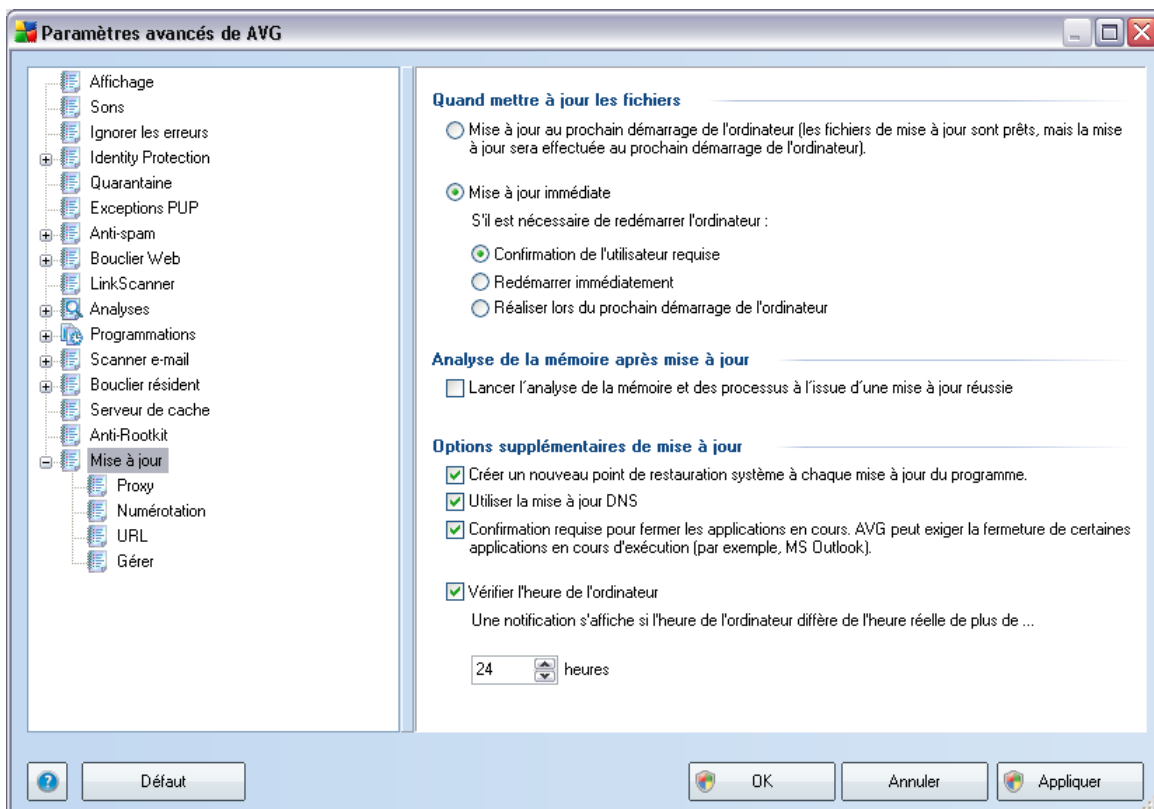 Paramètres avancés de AVG
Affichage
Sons
Ignorer les erreurs
Identity Protection
Quarantaine
Exceptions PUP
Anti-spam
Bouclier Web
LinkScanner
Analyses
Programmations
Scanner e-mail
Bouclier résident
Serveur de cache
Anti-Rootkit
Mise à jour
Proxy
Numérotation
URL
Gérer
Quand mettre à jour les fichiers
Mise à jour au prochain démarrage de l'ordinateur (les fichiers de mise à jour sont prêts, mais la mise
à jour sera effectuée au prochain démarrage de l'ordinateur).
Mise à jour immédiate
S'il est nécessaire de redémarrer l'ordinateur :
Confirmation de l'utilisateur requise
Redémarrer immédiatement
Réaliser lors du prochain démarrage de l'ordinateur
Analyse de la mémoire après mise à jour
Lancer l´analyse de la mémoire et des processus à l´issue d´une mise à jour réussie
Options supplémentaires de mise à jour
Créer un nouveau point de restauration système à chaque mise à jour du programme.
Utiliser la mise à jour DNS
Confirmation requise pour fermer les applications en cours. AVG peut exiger la fermeture de certaines
applications en cours d'exécution (par exemple, MS Outlook).
Vérifier l'heure de l'ordinateur
Une notification s'affiche si l'heure de l'ordinateur diffère de l'heure réelle de plus de ...
24 heures
? Défaut OK Annuler Appliquer